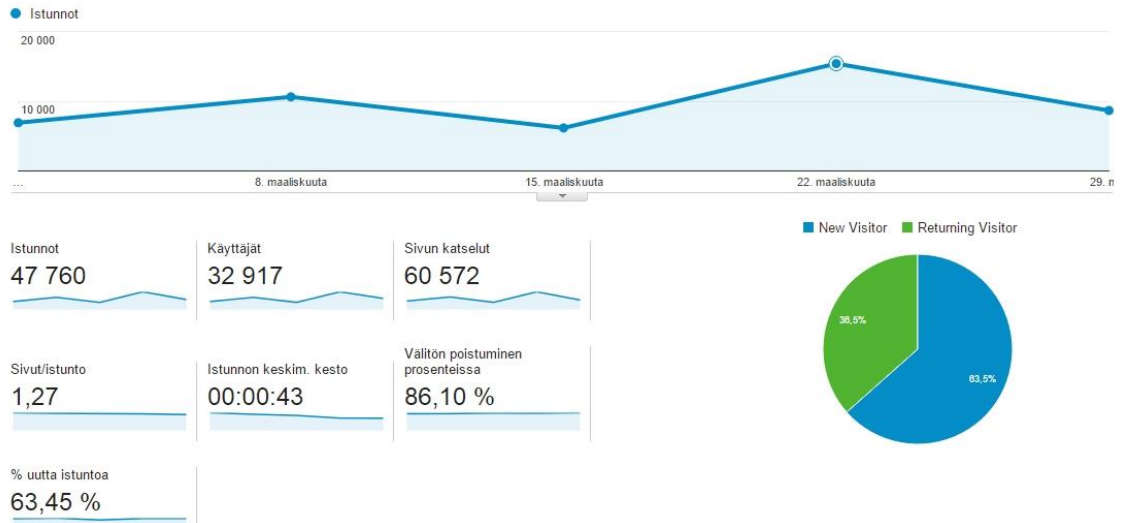 Istunnot
20 000
10 000
...
8. maaliskuuta
15. maaliskuuta
22. maaliskuuta
29. n
New Visitor
Returning Visitor
Istunnot
47 760
Käyttäjät
32 917
Sivun katselut
60 572
36,5%
63,5%
Sivut/istunto
1,27
Istunnon keskim. kesto
00:00:43
Välitön poistuminen
prosenteissa
86,10 %
% uutta istuntoa
63,45 %